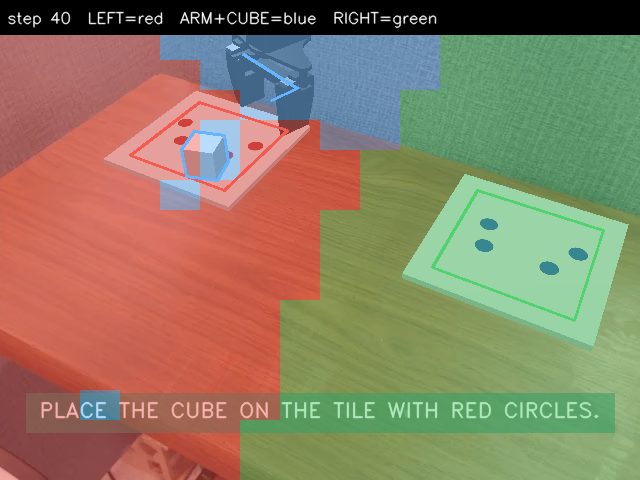 step 40 LEFT=red ARM+CUBE=blue RIGHT=green
PLACE THE CUBE ON THE TILE WITH RED CIRCLES.